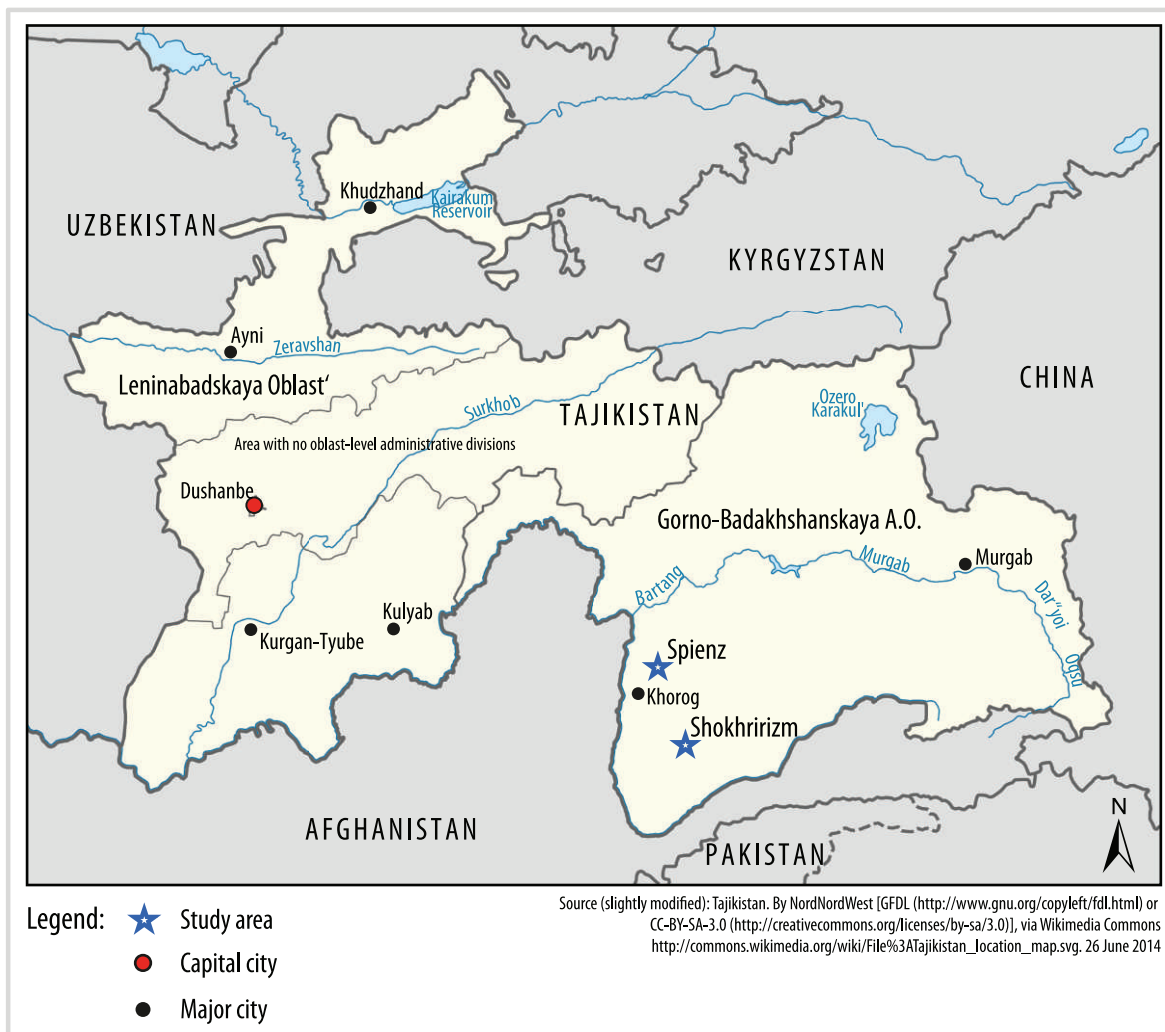 Khudzhand
Kairakum
Reservoir
UZBEKISTAN
KYRGYZSTAN
Ayni
Zeravshan
Leninabadskaya Oblast‘
CHINA
Ozero
Karakul'
Surkhob
TAJIKISTAN
Area with no oblast-level administrative divisions
Dushanbe
Gorno-Badakhshanskaya A.O.
Murgab
Murgab
Bartang
Dar"yoi
Oqsu
Kulyab
Kurgan-Tyube
Spienz
Khorog
Shokhririzm
AFGHANISTAN
PAKISTAN
N
Legend:
Study area
Capital city
Major city
Source (slightly modified): Tajikistan. By NordNordWest [GFDL (http://www.gnu.org/copyleft/fdl.html) or
CC-BY-SA-3.0 (http://creativecommons.org/licenses/by-sa/3.0)], via Wikimedia Commons
http://commons.wikimedia.org/wiki/File%3ATajikistan_location_map.svg. 26 June 2014